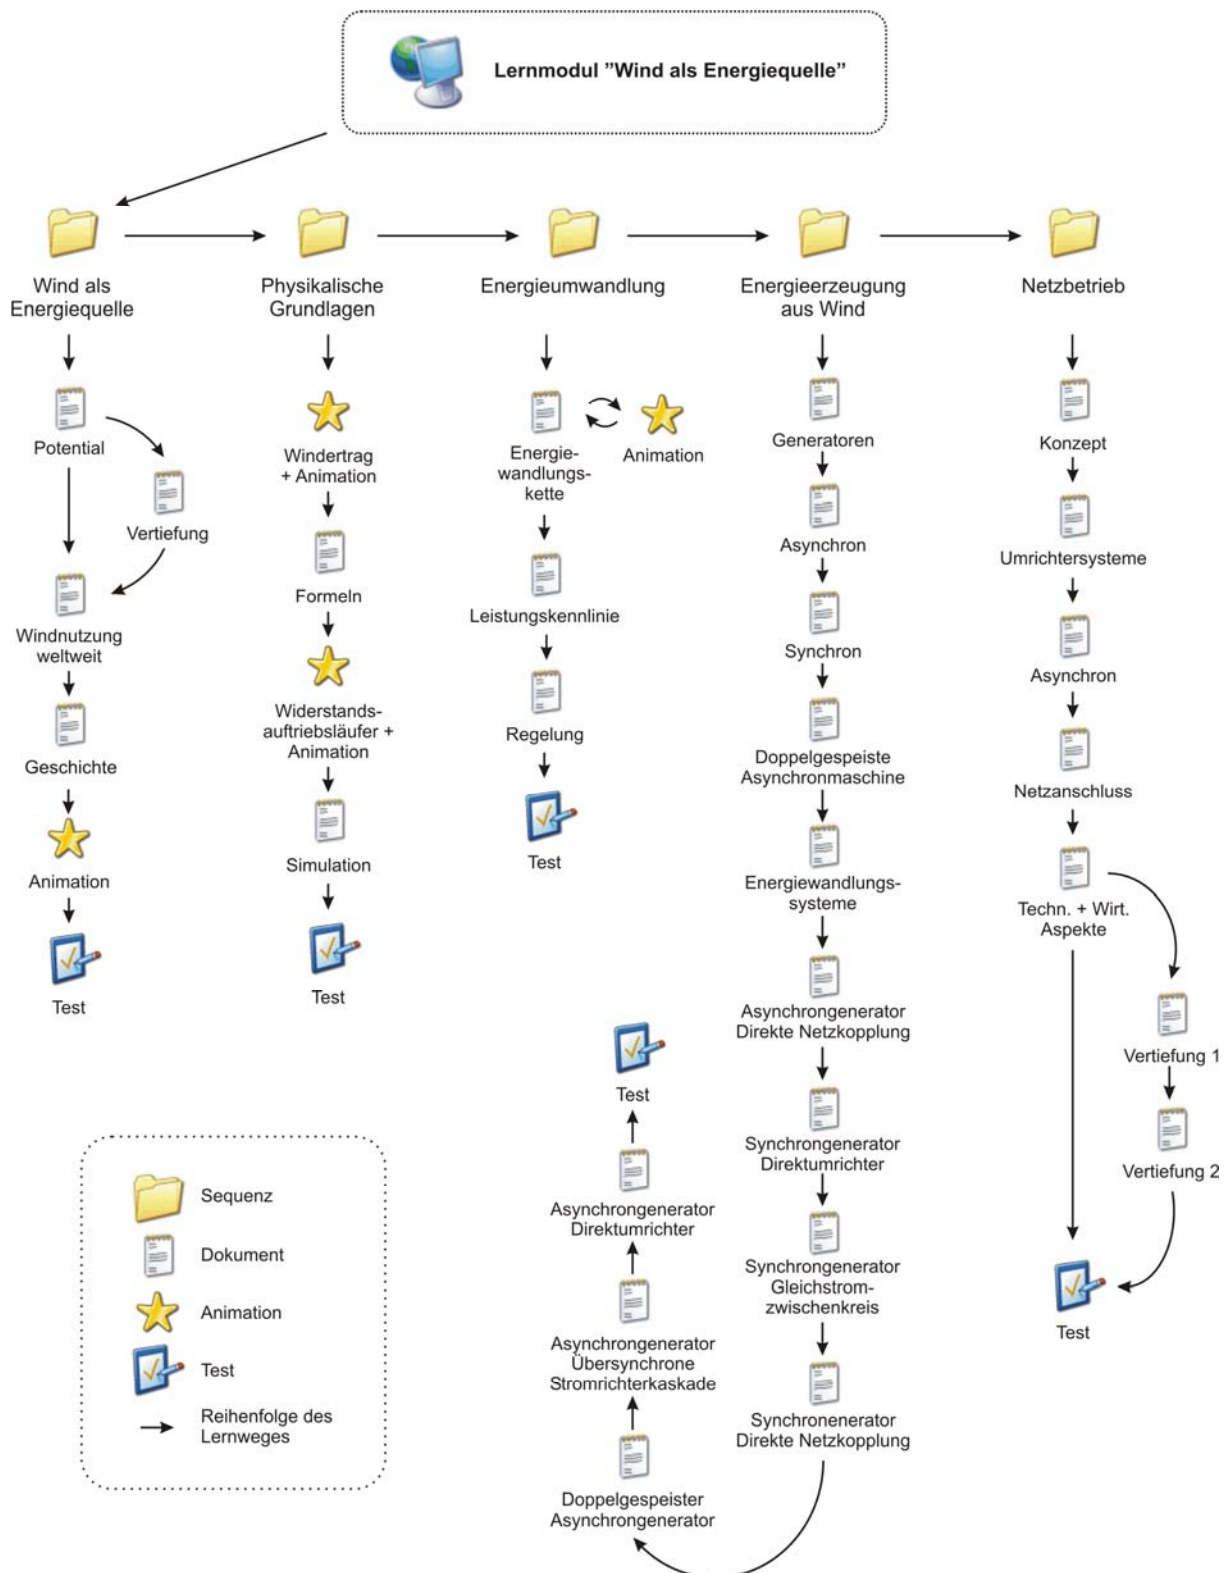 Lernmodul "Wind als Energiequelle"
Wind als
Energiequelle
Potential
Vertiefung
Windnutzung
weltweit
Geschichte
Animation
Test
Physikalische
Grundlagen
Windertrag
+ Animation
Formeln
Widerstands-
auftriebsläufer +
Animation
Simulation
Test
Energieumwandlung
Energie-
wandlungs-
kette
Animation
Leistungskennlinie
Regelung
Test
Energieerzeugung
aus Wind
Generatoren
Asynchron
Synchron
Doppelgespeiste
Asynchronmaschine
Energiewandlungs-
systeme
Asynchrongenerator
Direkte Netzkopplung
Synchrongenerator
Direktumrichter
Synchrongenerator
Gleichstrom-
zwischenkreis
Synchronenerator
Direkte Netzkopplung
Doppelgespeister
Asynchrongenerator
Asynchrongenerator
Übersynchrone
Stromrichterkaskade
Asynchrongenerator
Direktumrichter
Test
Netzbetrieb
Konzept
Umrichtersysteme
Asynchron
Netzanschluss
Techn. + Wirt.
Aspekte
Vertiefung 1
Vertiefung 2
Test
Sequenz
Dokument
Animation
Test
Reihenfolge des
Lernweges